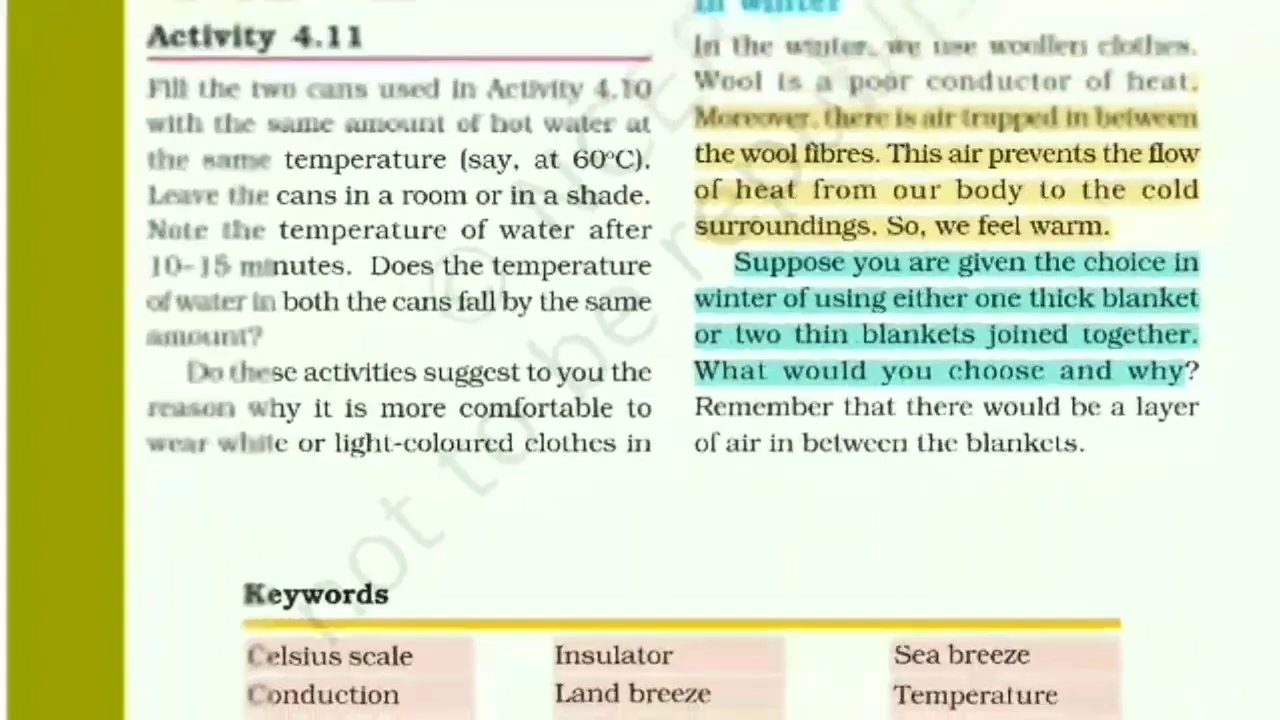 Activity 4.11
Fill the two cans used in Activity 4.10
with the same amount of hot water at
the same temperature (say, at 60°C).
Leave the cans in a room or in a shade.
Note the temperature of water after
10–15 minutes. Does the temperature
of water in both the cans fall by the same
amount?
Do these activities suggest to you the
reason why it is more comfortable to
wear white or light-coloured clothes in
in winter
In the winter, we use woollen clothes.
Wool is a poor conductor of heat.
Moreover, there is air trapped in between
the wool fibres. This air prevents the flow
of heat from our body to the cold
surroundings. So, we feel warm.
Suppose you are given the choice in
winter of using either one thick blanket
or two thin blankets joined together.
What would you choose and why?
Remember that there would be a layer
of air in between the blankets.
not to be
Keywords
Celsius scale Insulator Sea breeze
Conduction Land breeze Temperature